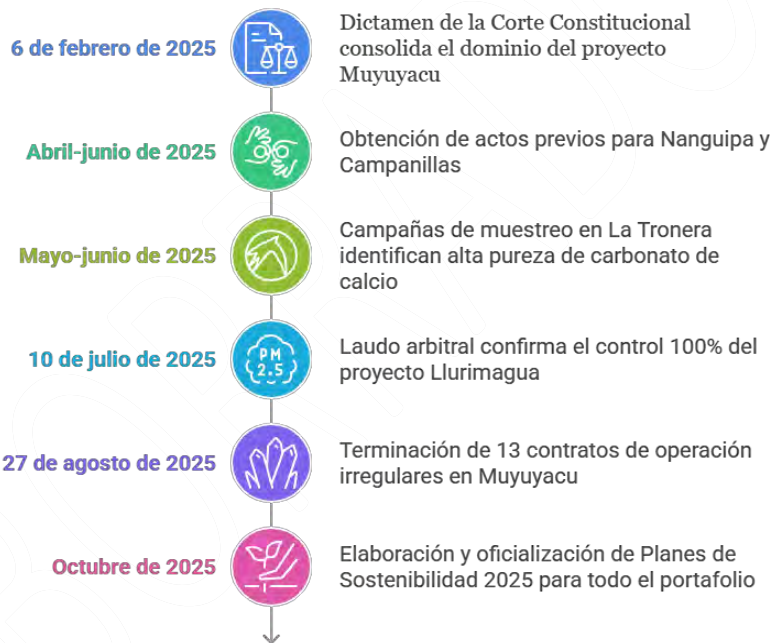 6 de febrero de 2025
Dictamen de la Corte Constitucional
consolida el dominio del proyecto
Muyuyacu
Abril-junio de 2025
Obtención de actos previos para Nanguipa y
Campanillas
Mayo-junio de 2025
Campañas de muestreo en La Tronera
identifican alta pureza de carbonato de
calcio
10 de julio de 2025
PM
2.5
Laudo arbitral confirma el control 100% del
proyecto Llurimagua
27 de agosto de 2025
Terminación de 13 contratos de operación
irregulares en Muyuyacu
Octubre de 2025
Elaboración y oficialización de Planes de
Sostenibilidad 2025 para todo el portafolio